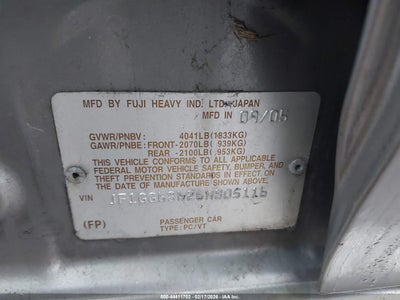 MFD BY FUJI HEAVY IND. LTD. JAPAN
MFD IN 09/05
GVWR/PNBV : 4041LB(1833KG)
GAWR/PNBE: FRONT-2070LB( 939KG)
REAR -2100LB( 953KG)
THIS VEHICLE CONFORMS TO ALL APPLICABLE
FEDERAL MOTOR VEHICLE SAFETY, BUMPER, AND
THEFT PREVENTION STANDARDS IN EFFECT ON THE
DATE OF MANUFACTURE SHOWN ABOVE.
VIN
(FP) PASSENGER CAR
TYPE: PC/VT
© IAA